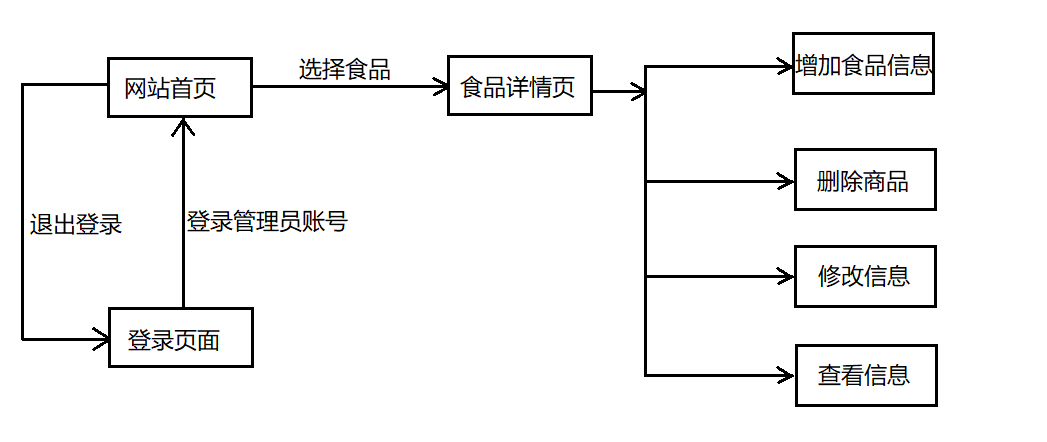 网站首页
选择食品
食品详情页
增加食品信息
删除商品
退出登录
登录管理员账号
修改信息
登录页面
查看信息